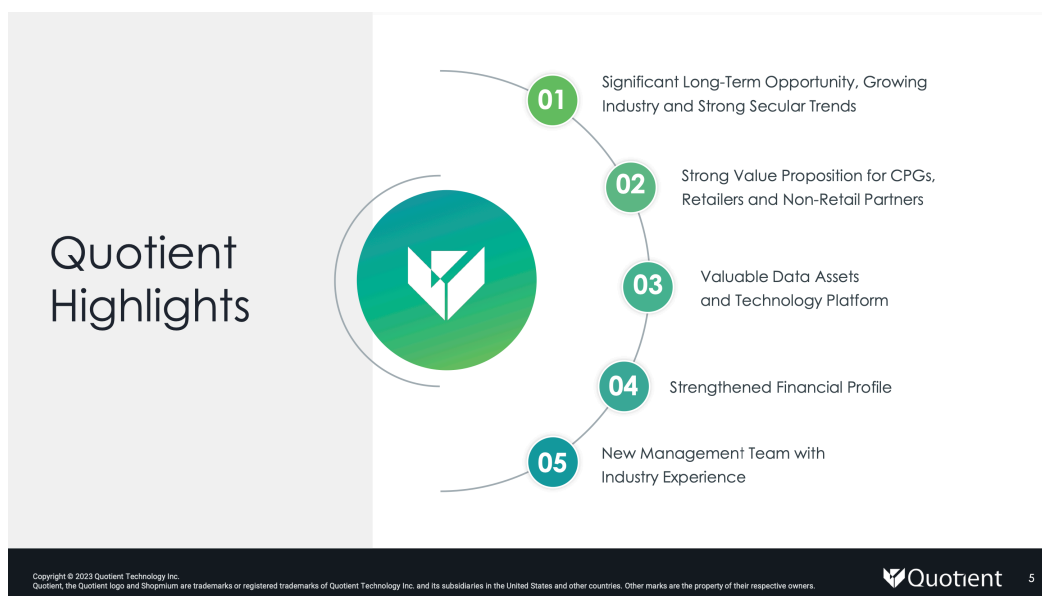 Quotient
Highlights
01
Significant Long-Term Opportunity, Growing
Industry and Strong Secular Trends
02
Strong Value Proposition for CPGs,
Retailers and Non-Retail Partners
03
Valuable Data Assets
and Technology Platform
04
Strengthened Financial Profile
05
New Management Team with
Industry Experience
Copyright © 2023 Quotient Technology Inc.
Quotient, the Quotient logo and Shopmium are trademarks or registered trademarks of Quotient Technology Inc. and its subsidiaries in the United States and other countries. Other marks are the property of their respective owners.
Quotient
5